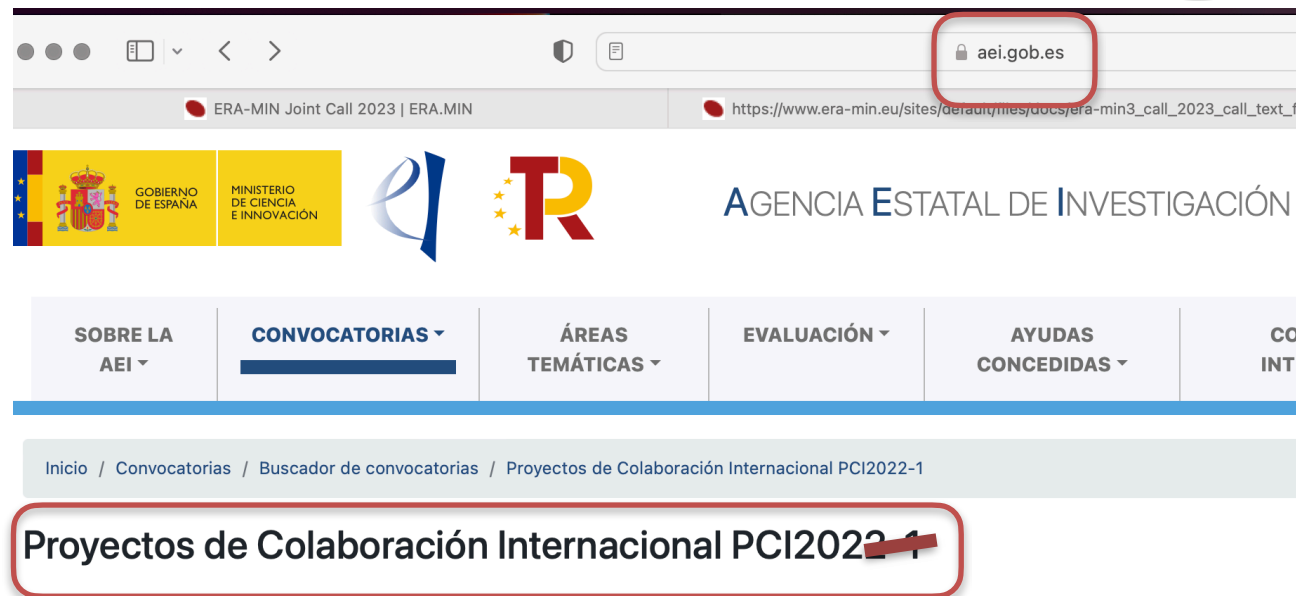 aei.gob.es
ERA-MIN Joint Call 2023 | ERA.MIN
https://www.era-min.eu/sites/default/files/docs/era-min3_call_2023_call_text_f
GOBIERNO
DE ESPAÑA
MINISTERIO
DE CIENCIA
E INNOVACIÓN
AGENCIA ESTATAL DE INVESTIGACIÓN
SOBRE LA
AEI
CONVOCATORIAS
ÁREAS
TEMÁTICAS
EVALUACIÓN
AYUDAS
CONCEDIDAS
CO
INT
Inicio / Convocatorias / Buscador de convocatorias / Proyectos de Colaboración Internacional PCI2022-1
Proyectos de Colaboración Internacional PCI2022-1